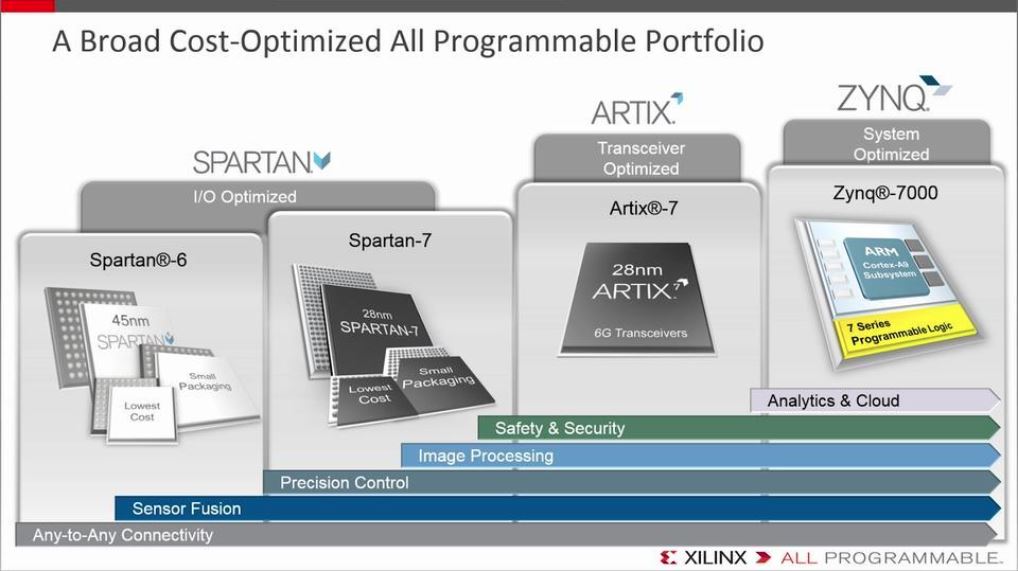 A Broad Cost-Optimized All Programmable Portfolio
SPARTAN
I/O Optimized
Spartan®-6
45nm
SPARTAN
Small
Packaging
Lowest
Cost
Spartan-7
28nm
SPARTAN-7
Small
Packaging
Lowest
Cost
ARTIX
Transceiver
Optimized
Artix®-7
28nm
ARTIX-7
6G Transceivers
ZYNQ
System
Optimized
Zynq®-7000
ARM
Cortex-A9
Subsystem
7 Series
Programmable Logic
Analytics & Cloud
Safety & Security
Image Processing
Precision Control
Sensor Fusion
Any-to-Any Connectivity
XILINX ALL PROGRAMMABLE